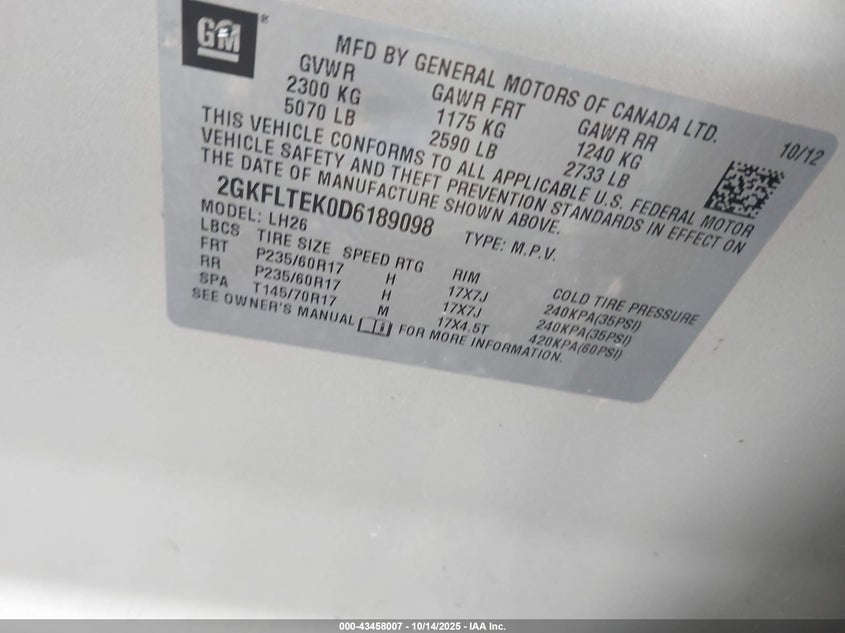 GM®
MFD BY GENERAL MOTORS OF CANADA LTD.
GVWR GAWR FRT GAWR RR 10/12
2300 KG 1175 KG 1240 KG
5070 LB 2590 LB 2733 LB
THIS VEHICLE CONFORMS TO ALL APPLICABLE U.S. FEDERAL MOTOR
VEHICLE SAFETY AND THEFT PREVENTION STANDARDS IN EFFECT ON
THE DATE OF MANUFACTURE SHOWN ABOVE.
2GKFLTEK0D6189098 TYPE: M.P.V.
MODEL: LH26
LBCS TIRE SIZE SPEED RTG RIM COLD TIRE PRESSURE
FRT P235/60R17 H 17X7J 240KPA(35PSI)
RR P235/60R17 H 17X7J 240KPA(35PSI)
SPA T145/70R17 M 17X4.5T 420KPA(60PSI)
SEE OWNER'S MANUAL FOR MORE INFORMATION.
000-43458007 - 10/14/2025 - IAA Inc.